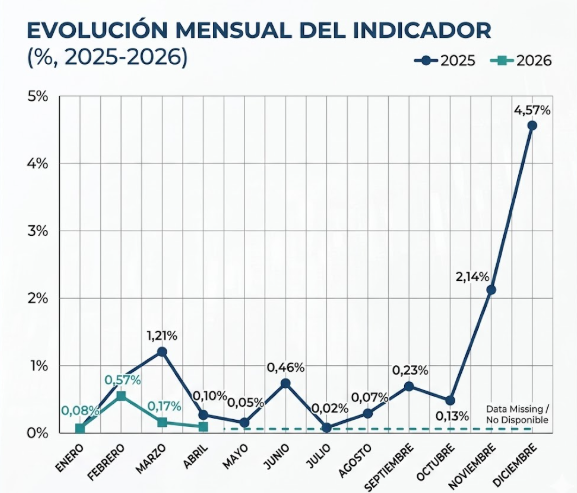 EVOLUCIÓN MENSUAL DEL INDICADOR
(%, 2025-2026)
2025 2026
5%
4%
3%
2%
1%
0%
0,08%
0,57%
1,21%
0,17%
0,10%
0,05%
0,46%
0,02%
0,07%
0,23%
0,13%
2,14%
4,57%
Data Missing /
No Disponible
ENERO
FEBRERO
MARZO
ABRIL
MAYO
JUNIO
JULIO
AGOSTO
SEPTIEMBRE
OCTUBRE
NOVIEMBRE
DICIEMBRE